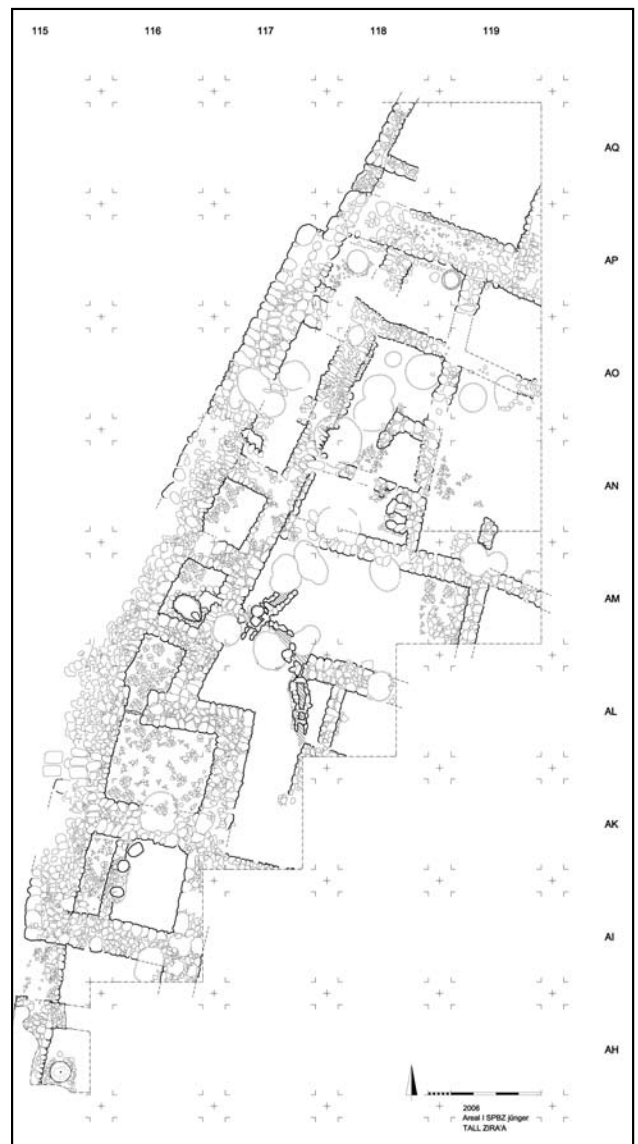 115 116 117 118 119
AQ
AP
AO
AN
AM
AL
AK
AI
AH
2006
Areal I SPBZ jünger
TALL ZIRA'A